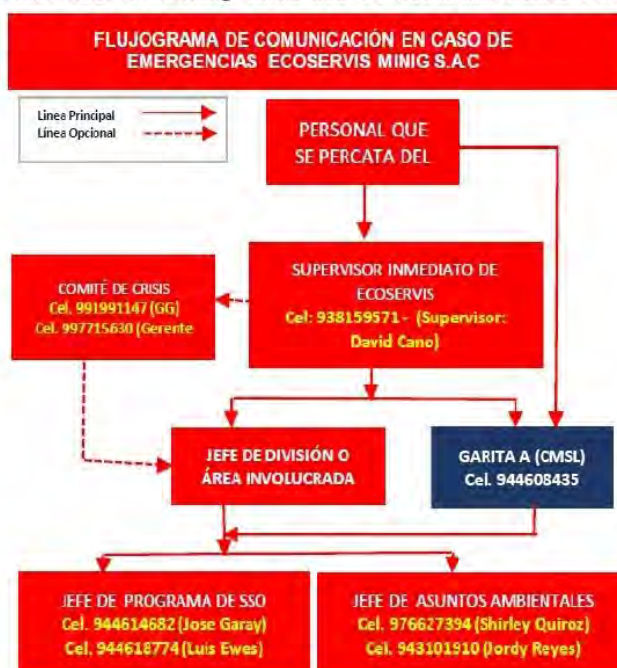 FLUJOGRAMA DE COMUNICACIÓN EN CASO DE
EMERGENCIAS ECOSERVIS MINIG S.A.C
Linea Principal
Línea Opcional
PERSONAL QUE
SE PERCATA DEL
SUPERVISOR INMEDIATO DE
ECOSERVIS
Cel: 938159571 - (Supervisor:
David Cano)
COMITÉ DE CRISIS
Cel. 991991147 (GG)
Cel. 997715630 (Gerente
JEFE DE DIVISIÓN O
ÁREA INVOLUCRADA
GARITA A (CMSL)
Cel. 944608435
JEFE DE PROGRAMA DE SSO
Cel. 944614682 (Jose Garay)
Cel. 944618774 (Luis Ewes)
JEFE DE ASUNTOS AMBIENTALES
Cel. 976627394 (Shirley Quiroz)
Cel. 943101910 (Jordy Reyes)